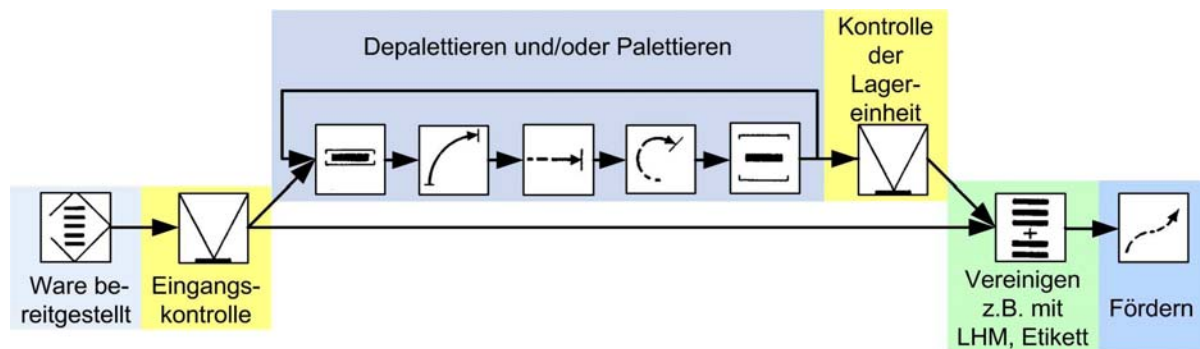 Depalettieren und/oder Palettieren
Kontrolle
der
Lager-
einheit
Ware be-
reitgestellt
Eingangs-
kontrolle
Vereinigen
z.B. mit
LHM, Etikett
Fördern